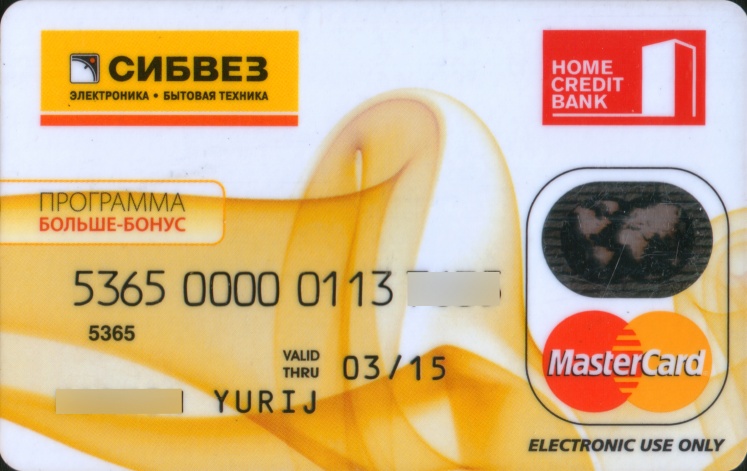 СИБВЕЗ
ЭЛЕКТРОНИКА • БЫТОВАЯ ТЕХНИКА
HOME
CREDIT
BANK
ПРОГРАММА
БОЛЬШЕ-БОНУС
5365 0000 0113
5365
VALID
THRU 03/15
YURIJ
MasterCard
ELECTRONIC USE ONLY